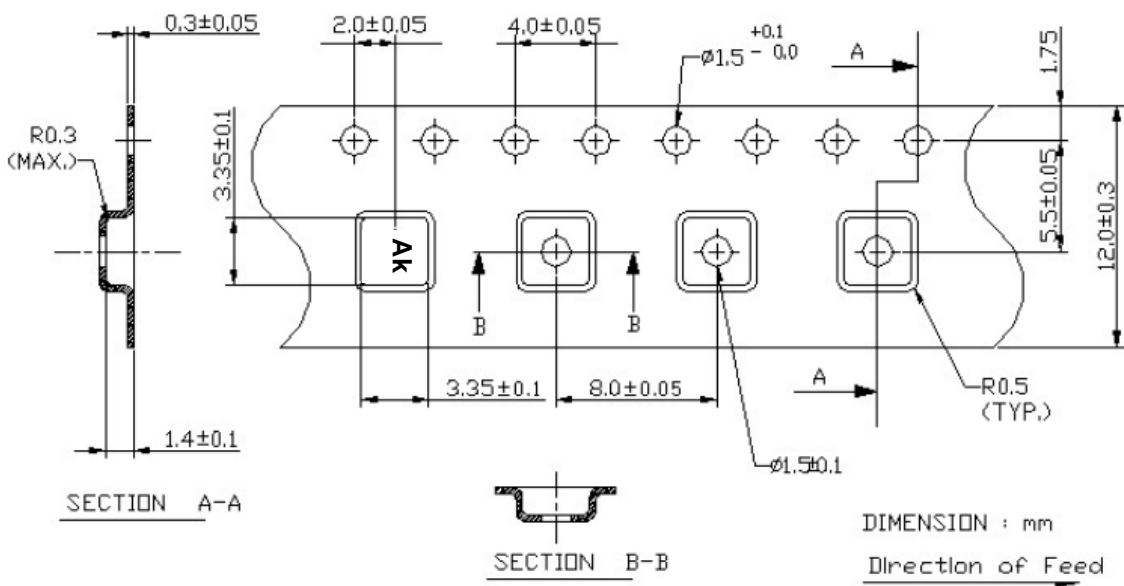 0.3±0.05
2.0±0.05
4.0±0.05
ø1.5 +0.1 - 0.0
A
1.75
R0.3
(MAX.)
3.35±0.1
5.5±0.05
12.0±0.3
Ak
B
B
3.35±0.1
8.0±0.05
A
R0.5
(TYP.)
1.4±0.1
ø1.5±0.1
SECTION A-A
SECTION B-B
DIMENSION : mm
Direction of Feed